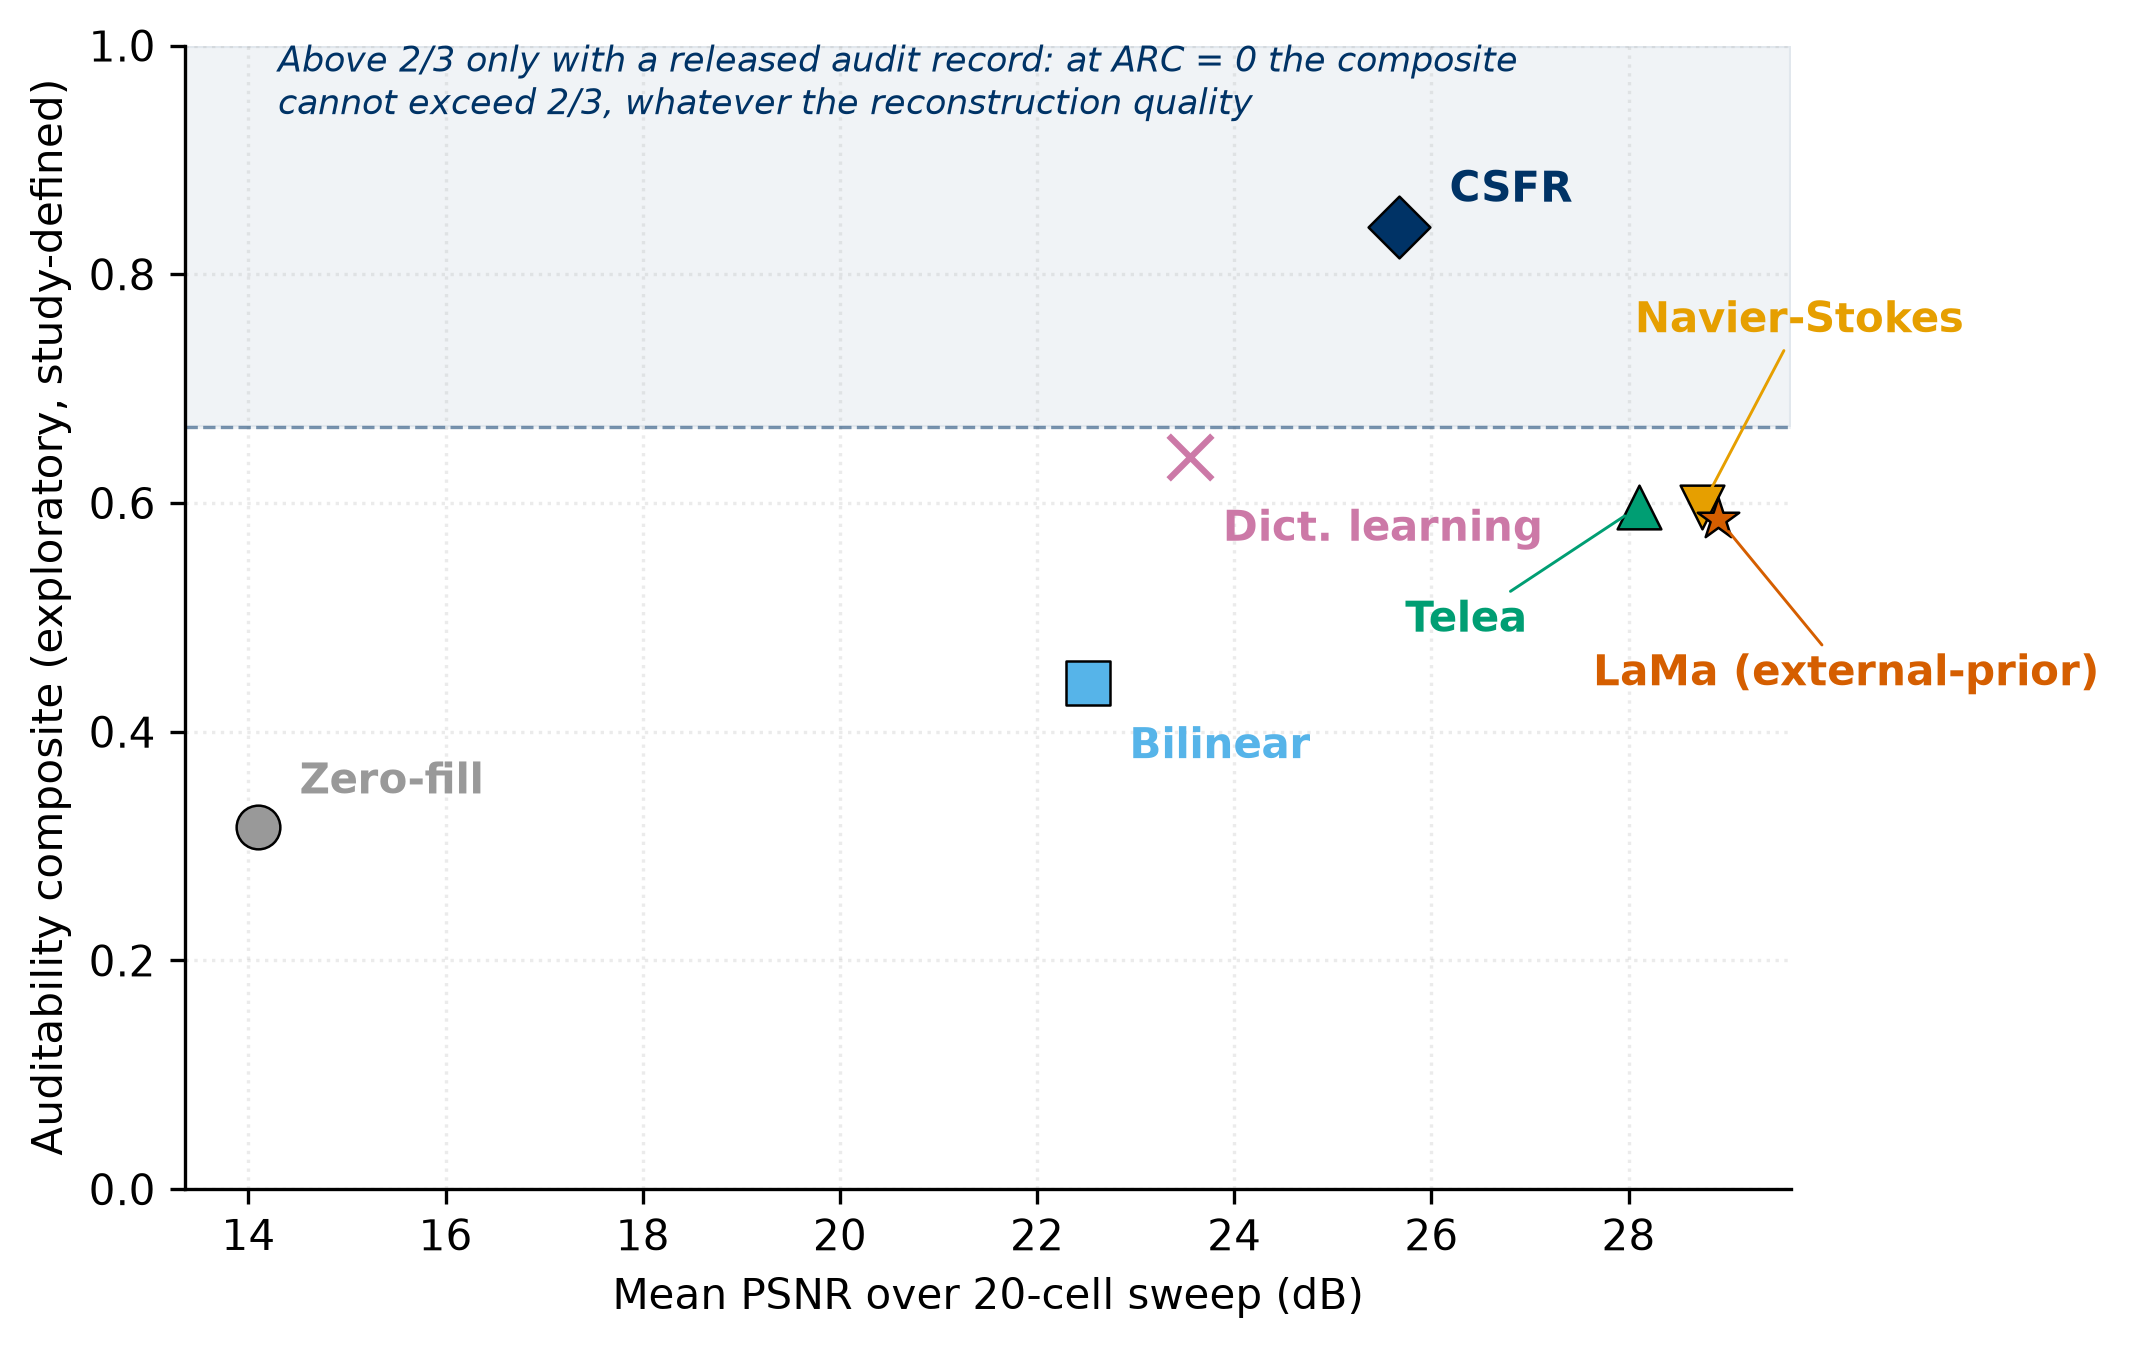 Auditability composite (exploratory, study-defined)
1.0
0.8
0.6
0.4
0.2
0.0
Above 2/3 only with a released audit record: at ARC = 0 the composite
cannot exceed 2/3, whatever the reconstruction quality
CSFR
Navier-Stokes
Dict. learning
Telea
LaMa (external-prior)
Bilinear
Zero-fill
14 16 18 20 22 24 26 28
Mean PSNR over 20-cell sweep (dB)